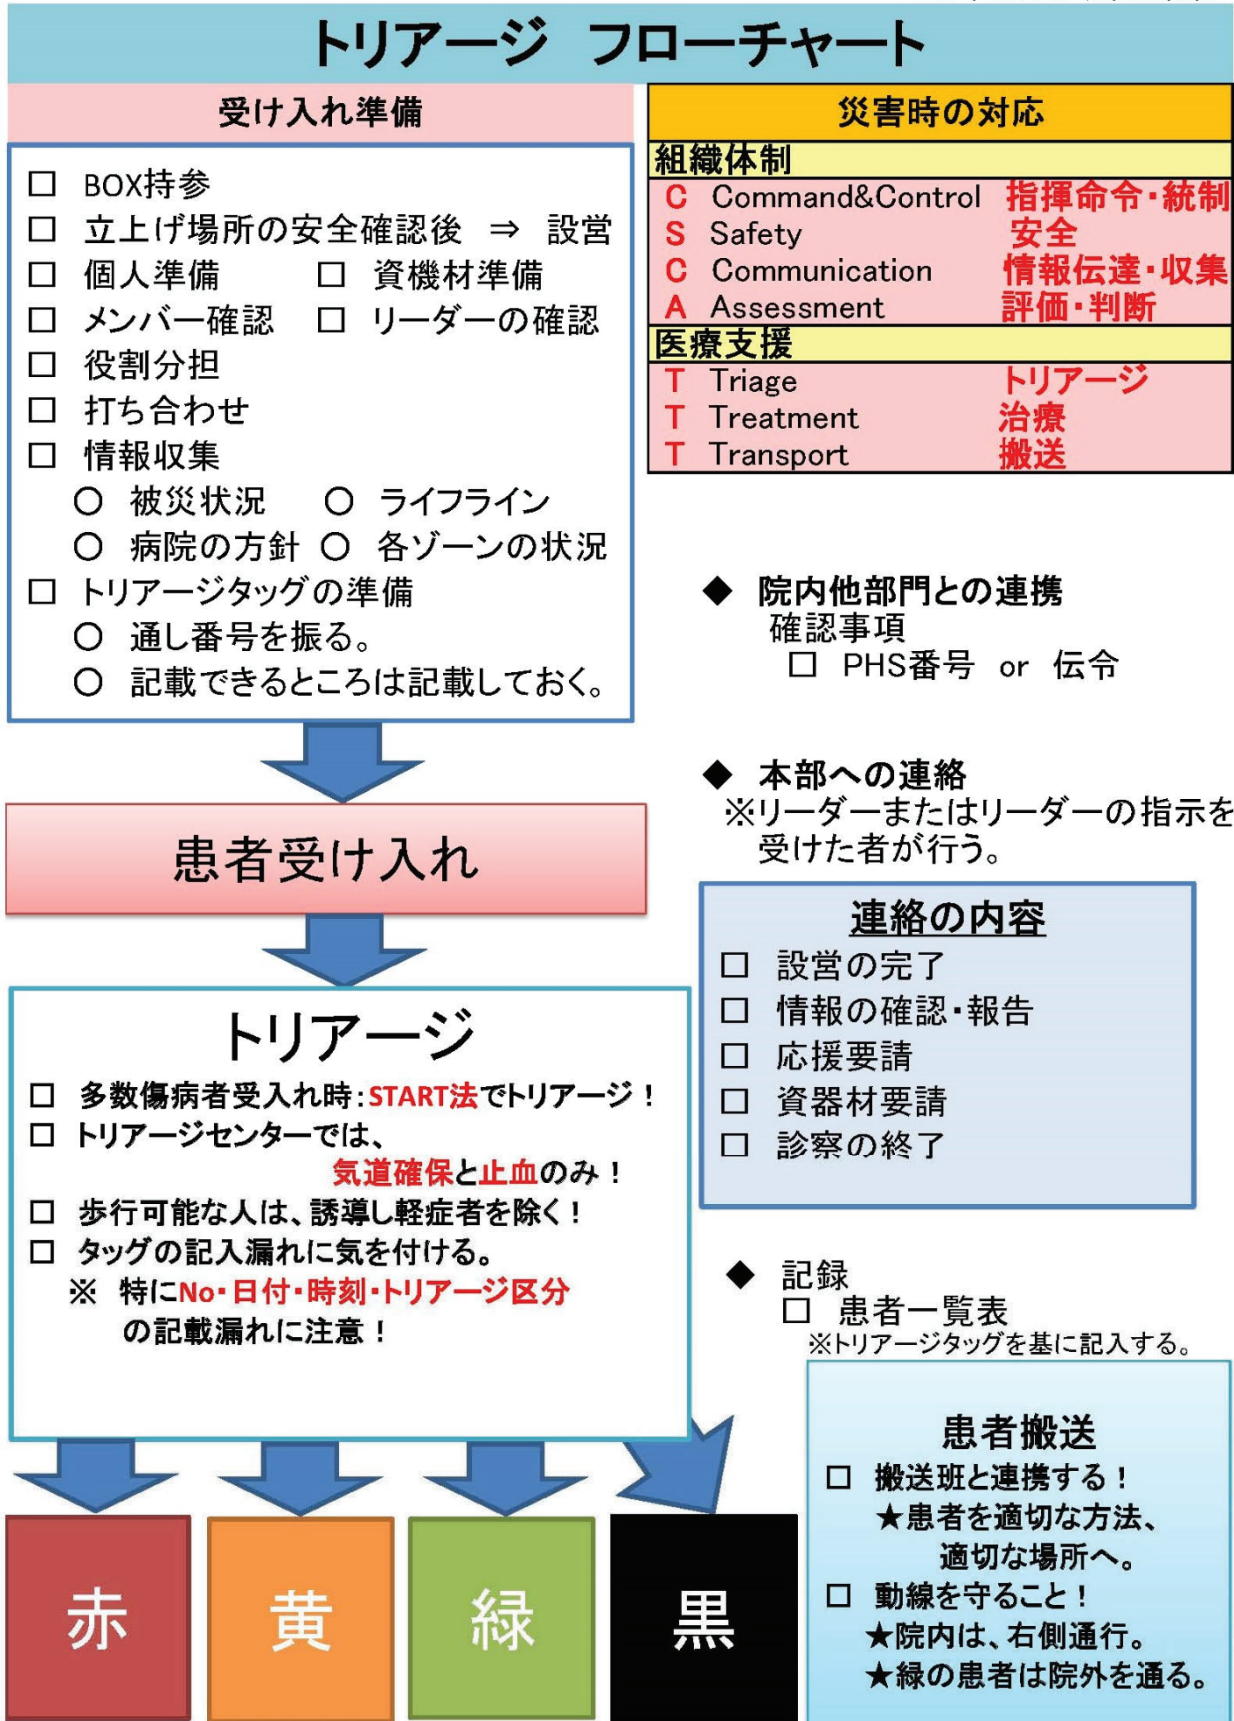 トリアージ フローチャート
受け入れ準備
□ BOX持参
□ 立上げ場所の安全確認後 ⇒ 設営
□ 個人準備 □ 資機材準備
□ メンバー確認 □ リーダーの確認
□ 役割分担
□ 打ち合わせ
□ 情報収集
○ 被災状況 ○ ライフライン
○ 病院の方針 ○ 各ゾーンの状況
□ トリアージタッグの準備
○ 通し番号を振る。
○ 記載できるところは記載しておく。
災害時の対応
組織体制
C Command&Control 指揮命令・統制
S Safety 安全
C Communication 情報伝達・収集
A Assessment 評価・判断
医療支援
T Triage トリアージ
T Treatment 治療
T Transport 搬送
◆ 院内他部門との連携
確認事項
□ PHS番号 or 伝令
◆ 本部への連絡
※リーダーまたはリーダーの指示を
受けた者が行う。
連絡の内容
□ 設営の完了
□ 情報の確認・報告
□ 応援要請
□ 資器材要請
□ 診察の終了
◆ 記録
□ 患者一覧表
※トリアージタッグを基に記入する。
患者受け入れ
トリアージ
□ 多数傷病者受入れ時：START法でトリアージ！
□ トリアージセンターでは、
気道確保と止血のみ！
□ 歩行可能な人は、誘導し軽症者を除く！
□ タッグの記入漏れに気を付ける。
※ 特にNo・日付・時刻・トリアージ区分
の記載漏れに注意！
赤
黄
緑
黒
患者搬送
□ 搬送班と連携する！
★患者を適切な方法、
適切な場所へ。
□ 動線を守ること！
★院内は、右側通行。
★緑の患者は院外を通る。